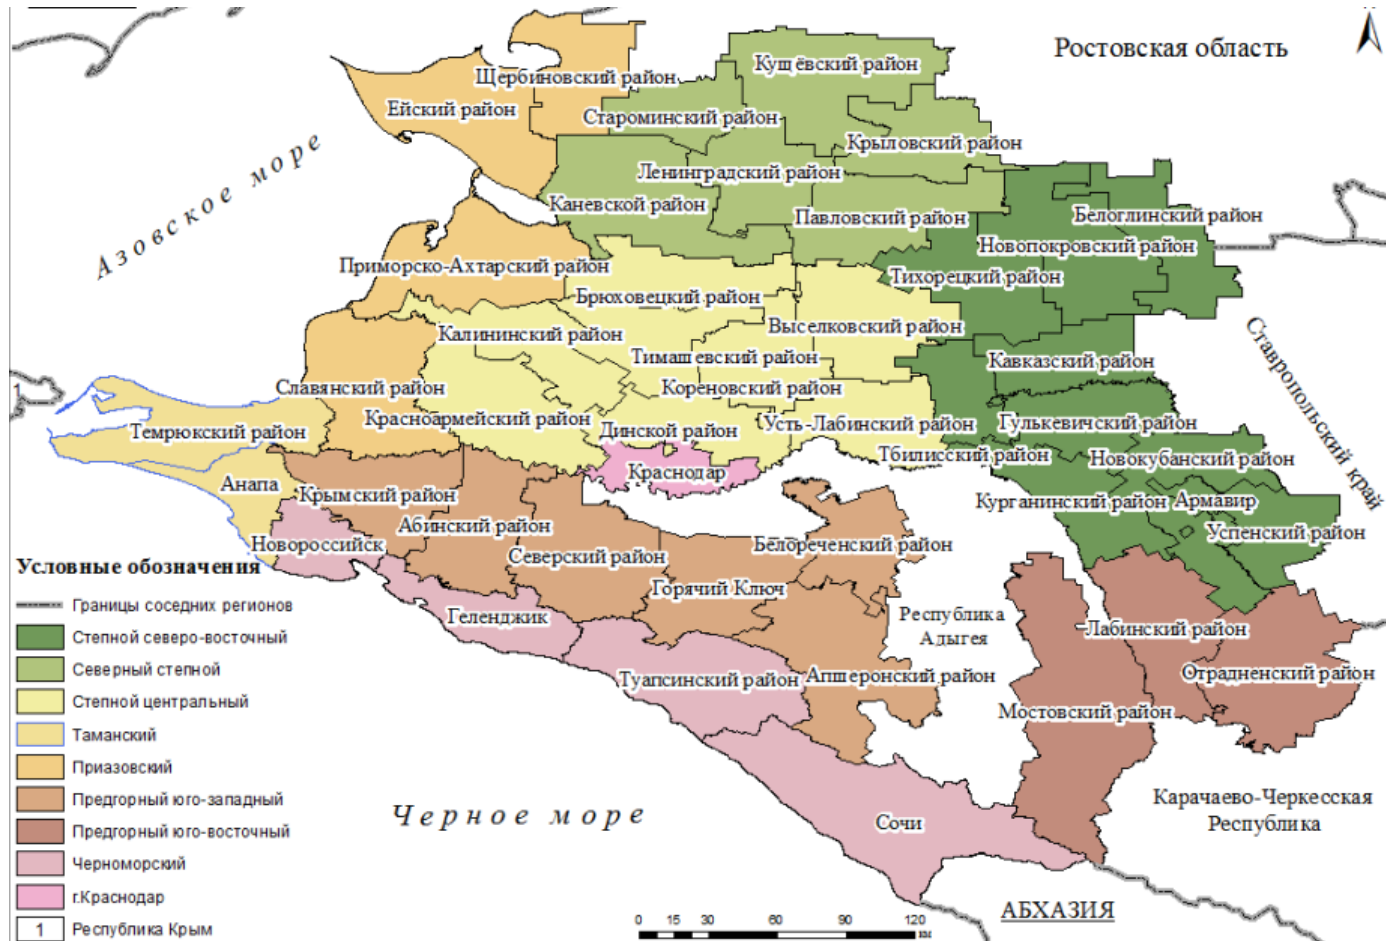 Ростовская область
Кущёвский район
Щербиновский район
Ейский район
Староминский район
Крыловский район
Ленинградский район
Каневской район
Павловский район
Белоглинский район
Новопокровский район
Азовское море
Приморско-Ахтарский район
Тихорецкий район
Брюховецкий район
Выселковский район
Калининский район
Тимашевский район
Кавказский район
Ставропольский край
Славянский район
Кореновский район
1
Красноармейский район
Темрюкский район
Динской район
Усть-Лабинский район
Гулькевичский район
Тбилисский район
Новокубанский район
Краснодар
Анапа
Крымский район
Курганинский район
Армавир
Абинский район
Успенский район
Новороссийск
Северский район
Белореченский район
Горячий Ключ
Геленджик
Республика
Адыгея
Лабинский район
Туапсинский район
Апшеронский район
Отрадненский район
Мостовский район
Карачаево-Черкесская
Республика
Черное море
Сочи
АБХАЗИЯ
Условные обозначения
Границы соседних регионов
Степной северо-восточный
Северный степной
Степной центральный
Таманский
Приазовский
Предгорный юго-западный
Предгорный юго-восточный
Черноморский
г.Краснодар
1 Республика Крым
0 15 30 60 90 120
км